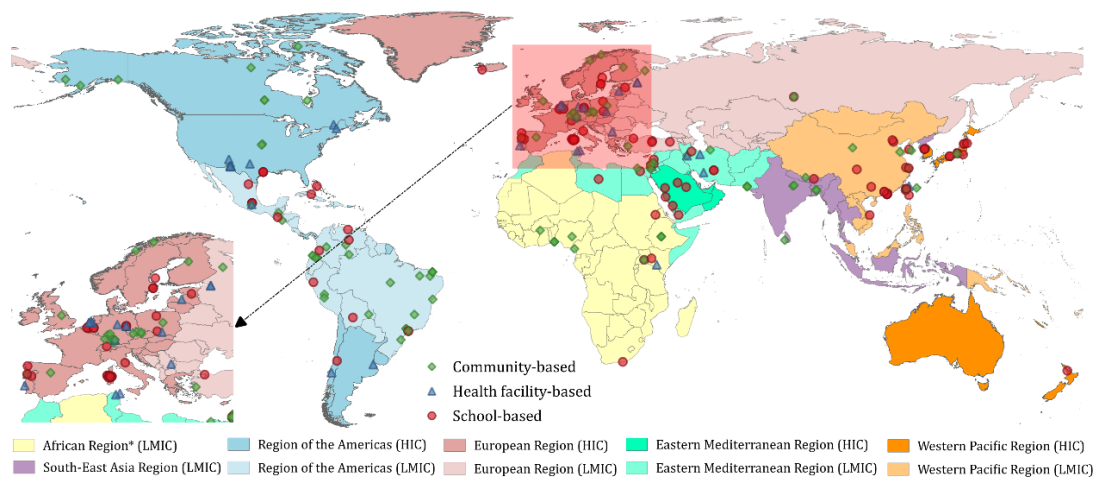 Community-based
Health facility-based
School-based
African Region* (LMIC)
Region of the Americas (HIC)
European Region (HIC)
Eastern Mediterranean Region (HIC)
Western Pacific Region (HIC)
South-East Asia Region (LMIC)
Region of the Americas (LMIC)
European Region (LMIC)
Eastern Mediterranean Region (LMIC)
Western Pacific Region (LMIC)